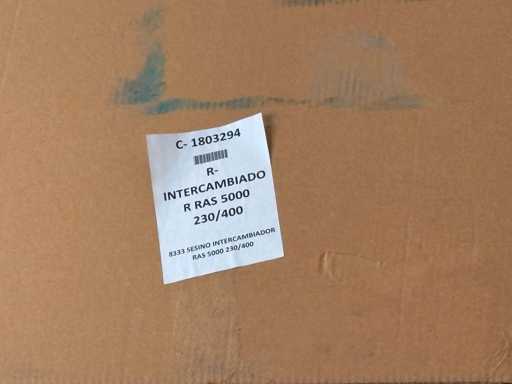 C- 1803294
R-
INTERCAMBIADO
R RAS 5000
230/400
8333 SESINO INTERCAMBIADOR
RAS 5000 230/400